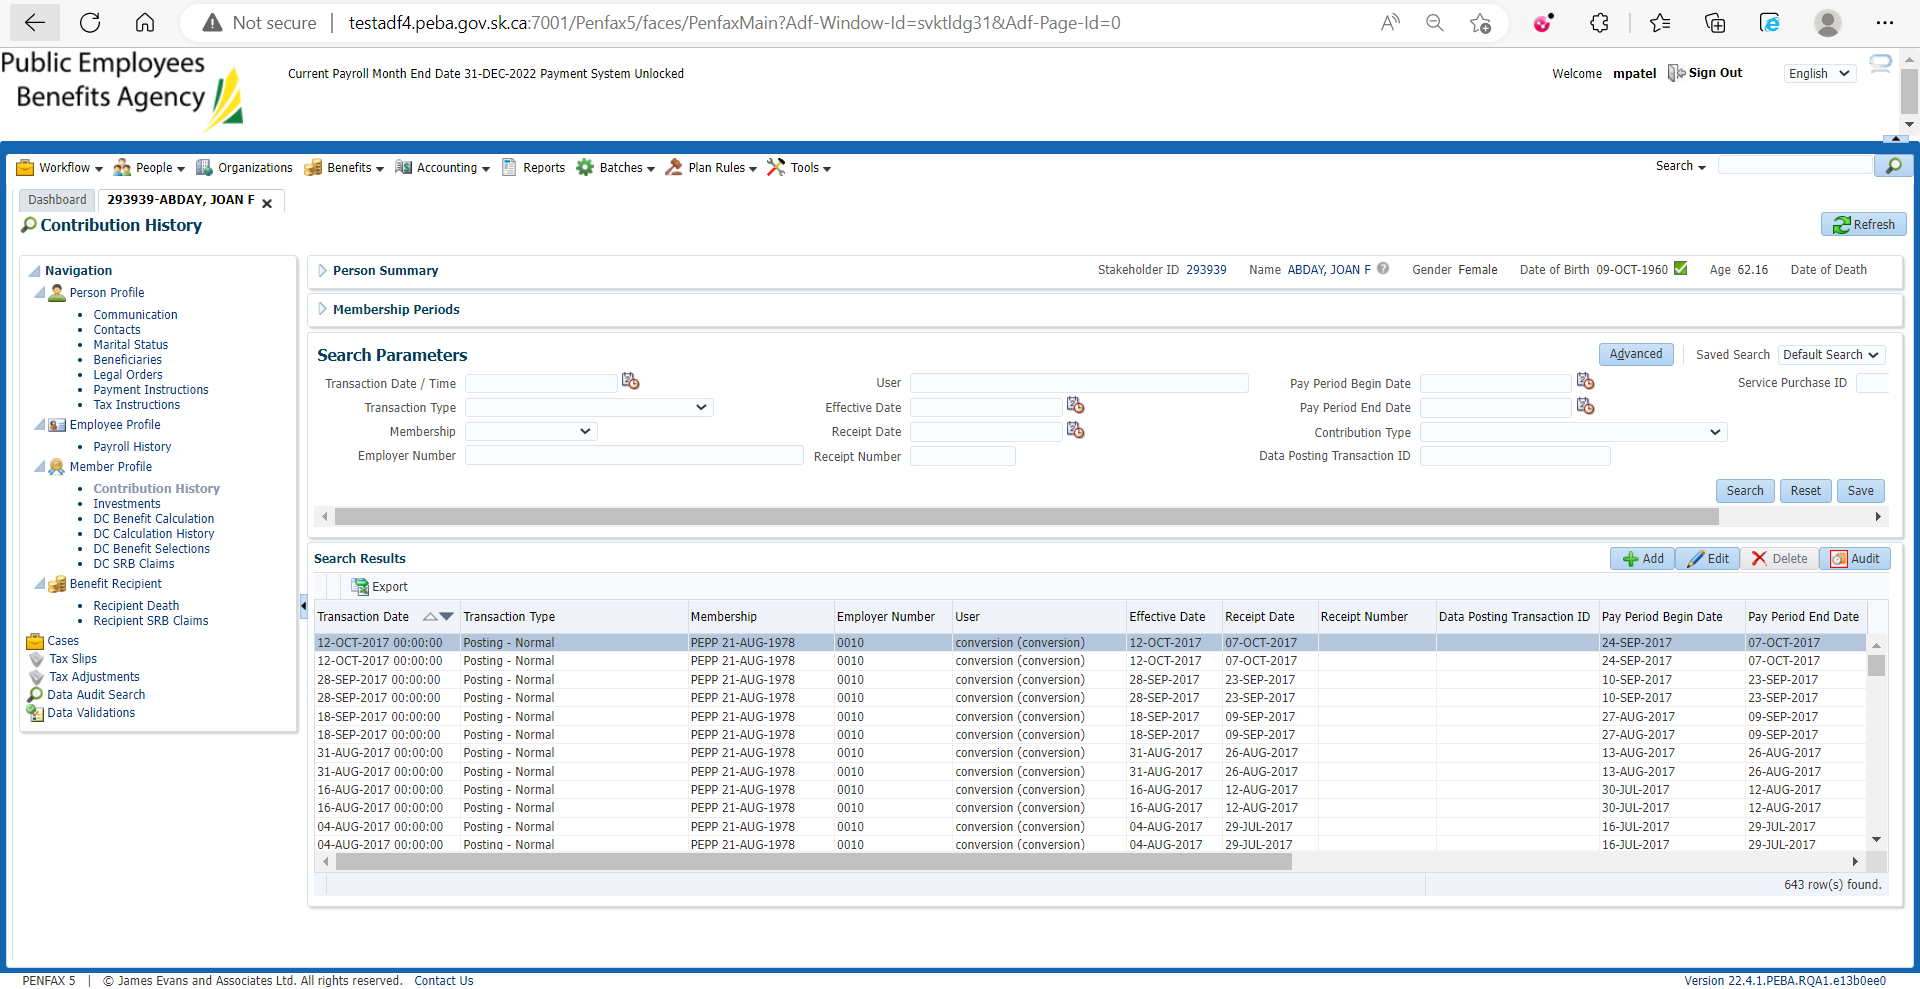 Not secure
testadf4.peba.gov.sk.ca:7001/Penfax5/faces/PenfaxMain?Adf-Window-Id=svktldg31&Adf-Page-Id=0
Public Employees
Benefits Agency
Current Payroll Month End Date 31-DEC-2022 Payment System Unlocked
Welcome mpatel Sign Out English
Workflow People Organizations Benefits Accounting Reports Batches Plan Rules Tools Search
Dashboard 293939-ABDAY, JOAN F
Contribution History Refresh
Navigation
Person Profile
Communication
Contacts
Marital Status
Beneficiaries
Legal Orders
Payment Instructions
Tax Instructions
Employee Profile
Payroll History
Member Profile
Contribution History
Investments
DC Benefit Calculation
DC Calculation History
DC Benefit Selections
DC SRB Claims
Benefit Recipient
Recipient Death
Recipient SRB Claims
Cases
Tax Slips
Tax Adjustments
Data Audit Search
Data Validations
Person Summary Stakeholder ID 293939 Name ABDAY, JOAN F Gender Female Date of Birth 09-OCT-1960 Age 62.16 Date of Death
Membership Periods
Search Parameters Advanced Saved Search Default Search
Transaction Date / Time User Pay Period Begin Date Service Purchase ID
Transaction Type Effective Date Pay Period End Date
Membership Receipt Date Contribution Type
Employer Number Receipt Number Data Posting Transaction ID
Search Reset Save
Search Results Add Edit Delete Audit
Export
Transaction Date Transaction Type Membership Employer Number User Effective Date Receipt Date Receipt Number Data Posting Transaction ID Pay Period Begin Date Pay Period End Date
12-OCT-2017 00:00:00 Posting - Normal PEPP 21-AUG-1978 0010 conversion (conversion) 12-OCT-2017 07-OCT-2017 24-SEP-2017 07-OCT-2017
12-OCT-2017 00:00:00 Posting - Normal PEPP 21-AUG-1978 0010 conversion (conversion) 12-OCT-2017 07-OCT-2017 24-SEP-2017 07-OCT-2017
28-SEP-2017 00:00:00 Posting - Normal PEPP 21-AUG-1978 0010 conversion (conversion) 28-SEP-2017 23-SEP-2017 10-SEP-2017 23-SEP-2017
28-SEP-2017 00:00:00 Posting - Normal PEPP 21-AUG-1978 0010 conversion (conversion) 28-SEP-2017 23-SEP-2017 10-SEP-2017 23-SEP-2017
18-SEP-2017 00:00:00 Posting - Normal PEPP 21-AUG-1978 0010 conversion (conversion) 18-SEP-2017 09-SEP-2017 27-AUG-2017 09-SEP-2017
18-SEP-2017 00:00:00 Posting - Normal PEPP 21-AUG-1978 0010 conversion (conversion) 18-SEP-2017 09-SEP-2017 27-AUG-2017 09-SEP-2017
31-AUG-2017 00:00:00 Posting - Normal PEPP 21-AUG-1978 0010 conversion (conversion) 31-AUG-2017 26-AUG-2017 13-AUG-2017 26-AUG-2017
31-AUG-2017 00:00:00 Posting - Normal PEPP 21-AUG-1978 0010 conversion (conversion) 31-AUG-2017 26-AUG-2017 13-AUG-2017 26-AUG-2017
16-AUG-2017 00:00:00 Posting - Normal PEPP 21-AUG-1978 0010 conversion (conversion) 16-AUG-2017 12-AUG-2017 30-JUL-2017 12-AUG-2017
16-AUG-2017 00:00:00 Posting - Normal PEPP 21-AUG-1978 0010 conversion (conversion) 16-AUG-2017 12-AUG-2017 30-JUL-2017 12-AUG-2017
04-AUG-2017 00:00:00 Posting - Normal PEPP 21-AUG-1978 0010 conversion (conversion) 04-AUG-2017 29-JUL-2017 16-JUL-2017 29-JUL-2017
04-AUG-2017 00:00:00 Posting - Normal PEPP 21-AUG-1978 0010 conversion (conversion) 04-AUG-2017 29-JUL-2017 16-JUL-2017 29-JUL-2017
643 row(s) found.
PENFAX 5 | © James Evans and Associates Ltd. All rights reserved. Contact Us Version 22.4.1.PEBA.RQA1.e13b0ee0